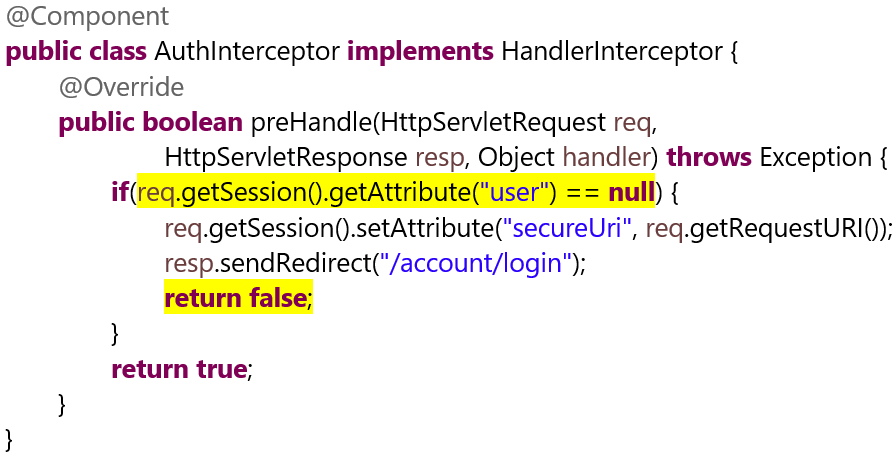 @Component
public class AuthInterceptor implements HandlerInterceptor {
@Override
public boolean preHandle(HttpServletRequest req,
HttpServletResponse resp, Object handler) throws Exception {
if(req.getSession().getAttribute("user") == null) {
req.getSession().setAttribute("secureUri", req.getRequestURI());
resp.sendRedirect("/account/login");
return false;
}
return true;
}
}